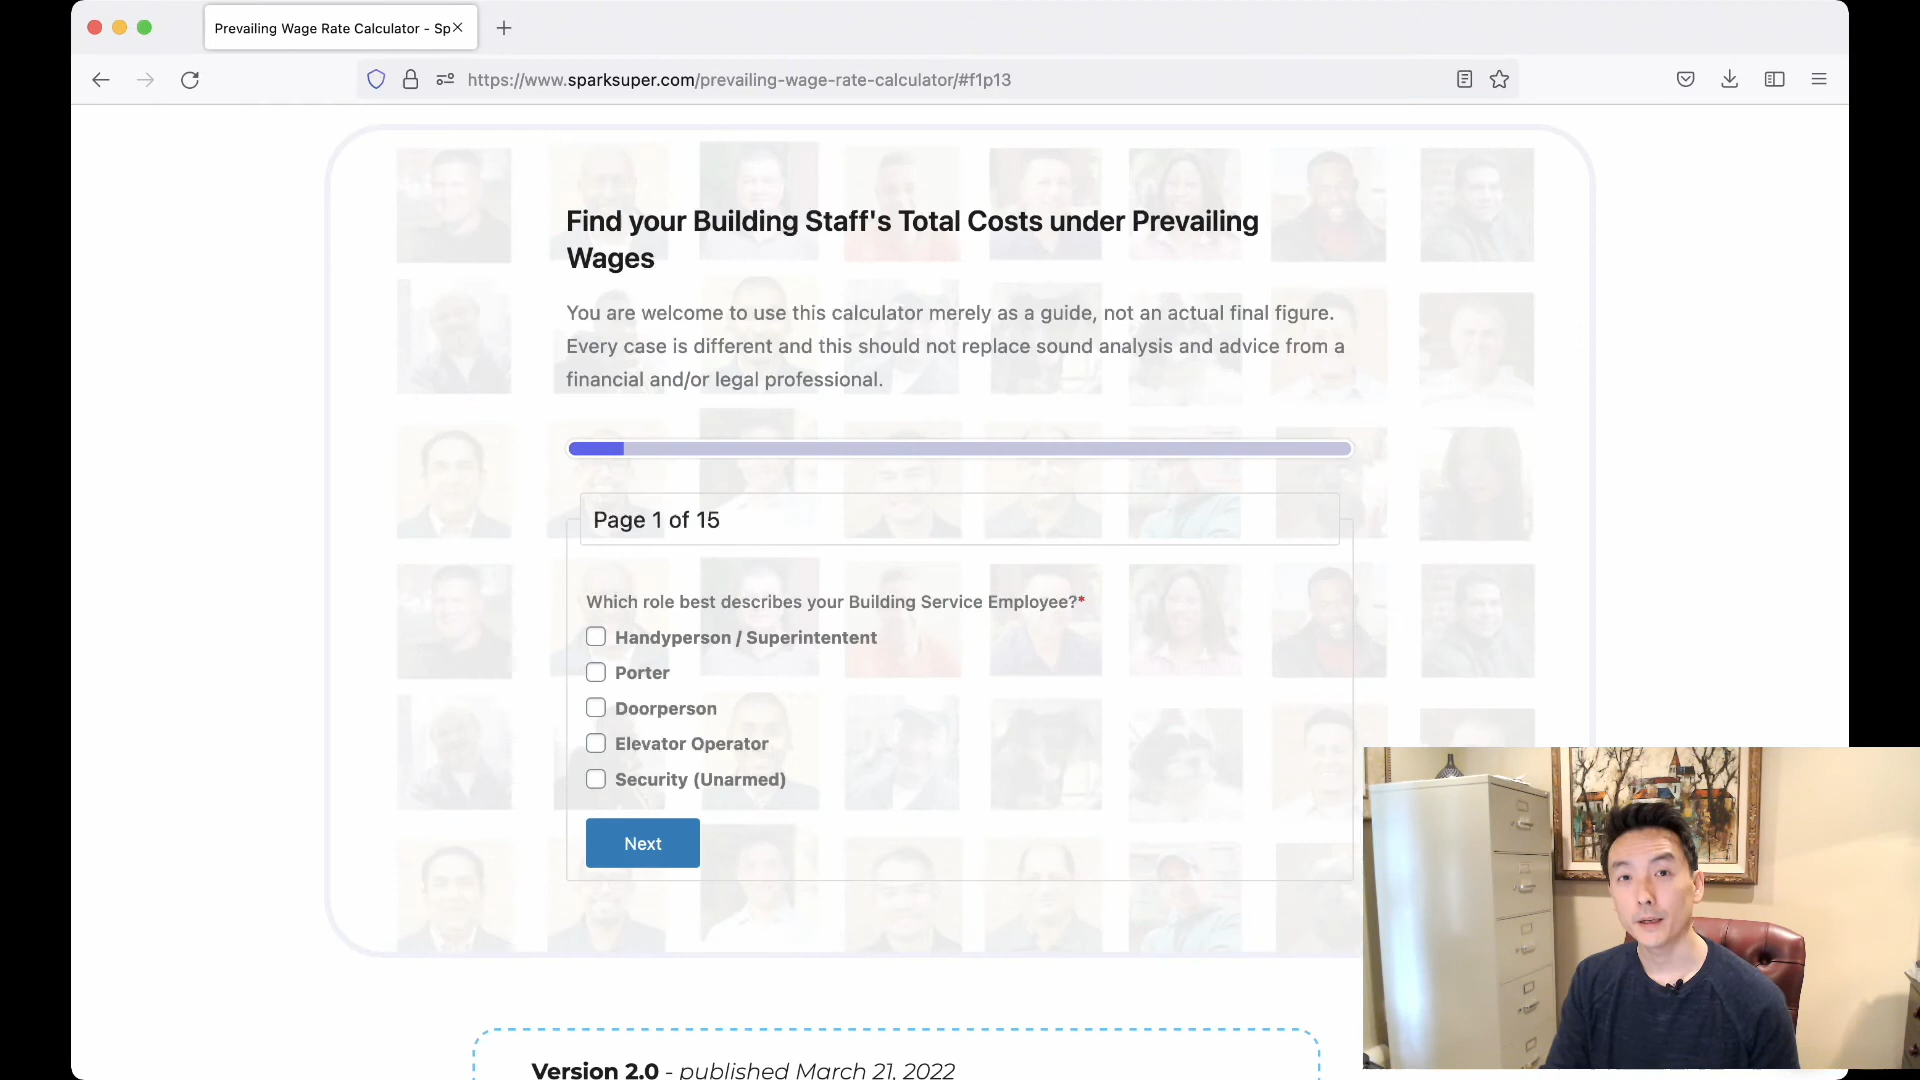 Prevailing Wage Rate Calculator - Sp
https://www.sparksuper.com/prevailing-wage-rate-calculator/#f1p13
Find your Building Staff's Total Costs under Prevailing
Wages
You are welcome to use this calculator merely as a guide, not an actual final figure.
Every case is different and this should not replace sound analysis and advice from a
financial and/or legal professional.
Page 1 of 15
Which role best describes your Building Service Employee?*
Handyperson / Superintentent
Porter
Doorperson
Elevator Operator
Security (Unarmed)
Next
Version 2.0 - published March 21, 2022